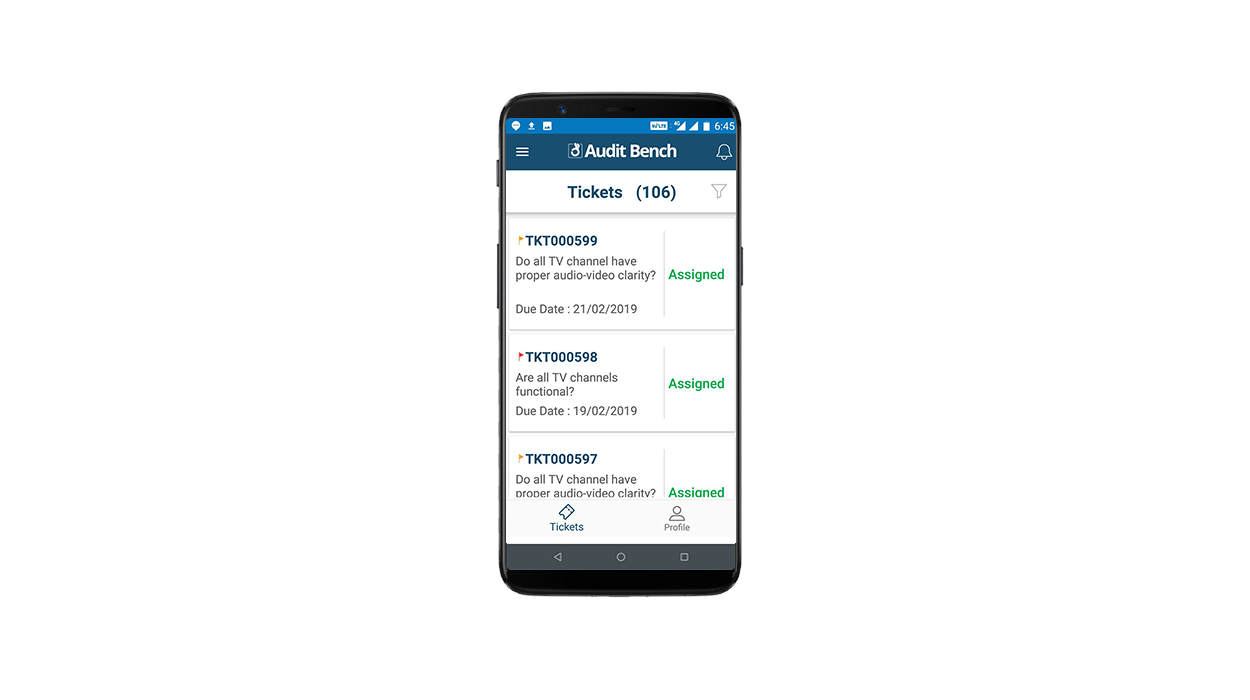 VoLTE 4G 6:45
Audit Bench
Tickets (106)
TKT000599
Do all TV channel have
proper audio-video clarity?
Assigned
Due Date : 21/02/2019
TKT000598
Are all TV channels
functional?
Assigned
Due Date : 19/02/2019
TKT000597
Do all TV channel have
proper audio-video clarity?
Assigned
Tickets
Profile